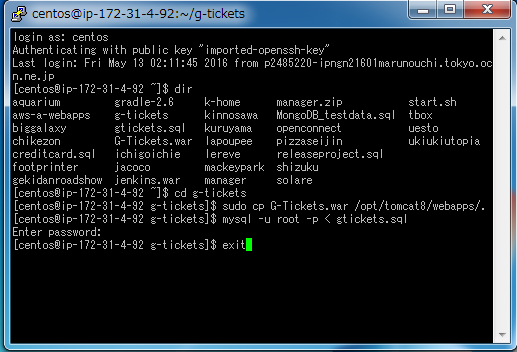 centos@ip-172-31-4-92:~/g-tickets
login as: centos
Authenticating with public key "imported-openssh-key"
Last login: Fri May 13 02:11:45 2016 from p2485220-ipngn21601marunouchi.tokyo.oc
n.ne.jp
[centos@ip-172-31-4-92 ~]$ dir
aquarium gradle-2.6 k-home manager.zip start.sh
aws-a-webapps g-tickets kinnosawa MongoDB_testdata.sql tbox
biggalaxy gtickets.sql kuruyama openconnect uesto
chikezon G-Tickets.war lapoupee pizzaseijin ukiukiutopia
creditcard.sql ichigoichie lereve releaseproject.sql
footprinter jacoco mackeypark shizuku
gekidanroadshow jenkins.war manager solare
[centos@ip-172-31-4-92 ~]$ cd g-tickets
[centos@ip-172-31-4-92 g-tickets]$ sudo cp G-Tickets.war /opt/tomcat8/webapps/.
[centos@ip-172-31-4-92 g-tickets]$ mysql -u root -p < gtickets.sql
Enter password:
[centos@ip-172-31-4-92 g-tickets]$ exit